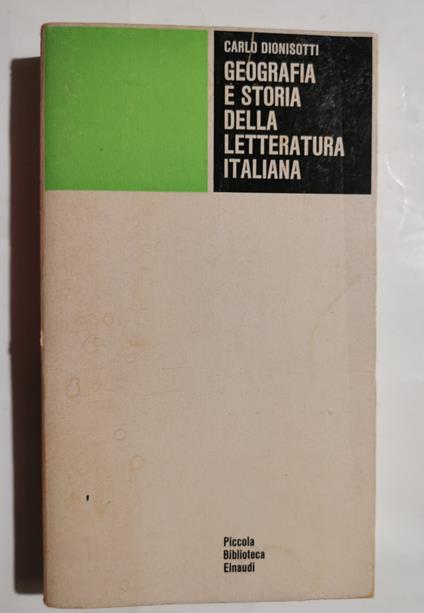 CARLO DIONISOTTI
GEOGRAFIA
E STORIA
DELLA
LETTERATURA
ITALIANA
Piccola
Biblioteca
Einaudi